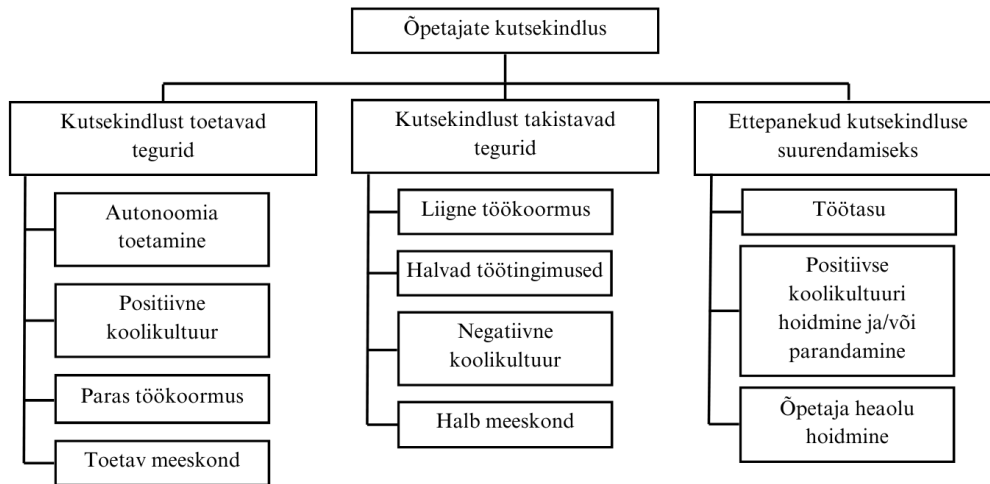 Õpetajate kutsekindlus
Kutsekindlust toetavad
tegurid
Autonoomia
toetamine
Positiivne
koolikultuur
Paras töökoormus
Toetav meeskond
Kutsekindlust takistavad
tegurid
Liigne töökoormus
Halvad töötingimused
Negatiivne
koolikultuur
Halb meeskond
Ettepanekud kutsekindluse
suurendamiseks
Töötasu
Positiivse
koolikultuuri
hoidmine ja/või
parandamine
Õpetaja heaolu
hoidmine